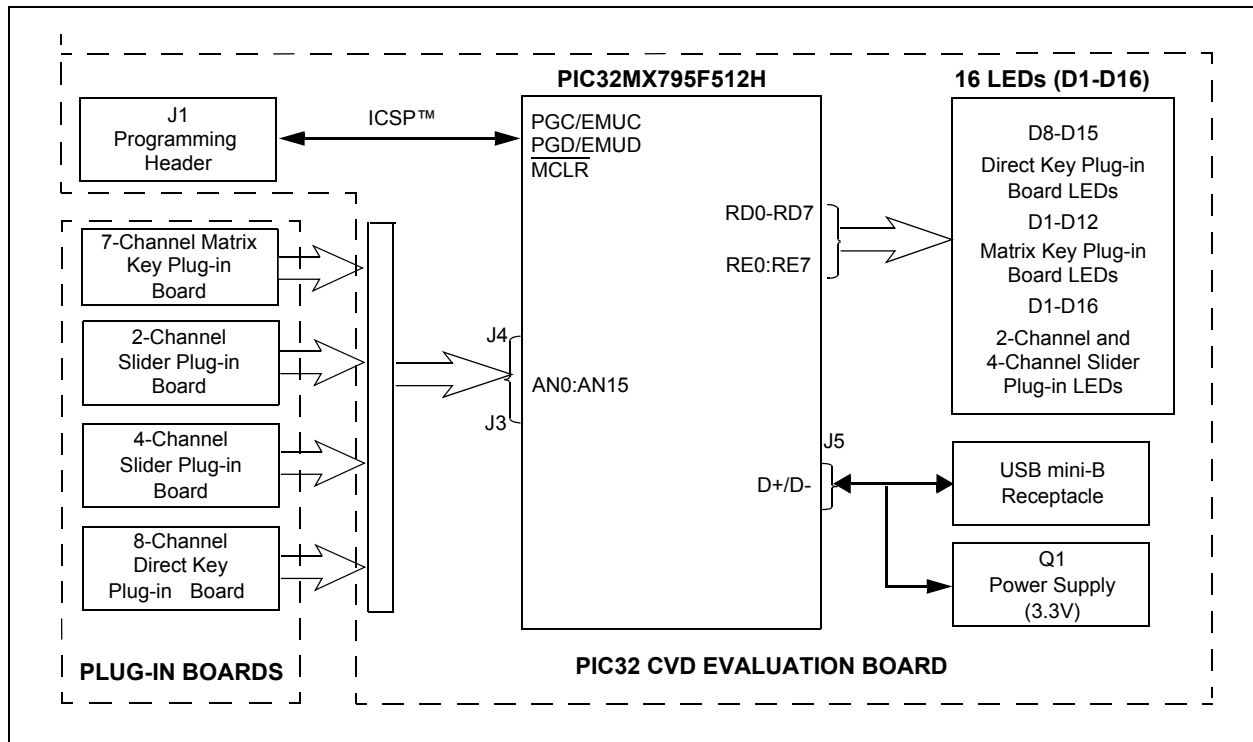 PIC32MX795F512H
16 LEDs (D1-D16)
J1
Programming
Header
ICSP™
PGC/EMUC
PGD/EMUD
MCLR
D8-D15
Direct Key Plug-in
Board LEDs
D1-D12
Matrix Key Plug-in
Board LEDs
D1-D16
2-Channel and
4-Channel Slider
Plug-in LEDs
RD0-RD7
RE0:RE7
7-Channel Matrix
Key Plug-in
Board
2-Channel
Slider Plug-in
Board
4-Channel
Slider Plug-in
Board
8-Channel
Direct Key
Plug-in Board
J4
AN0:AN15
J3
J5
D+/D-
USB mini-B
Receptacle
Q1
Power Supply
(3.3V)
PLUG-IN BOARDS
PIC32 CVD EVALUATION BOARD